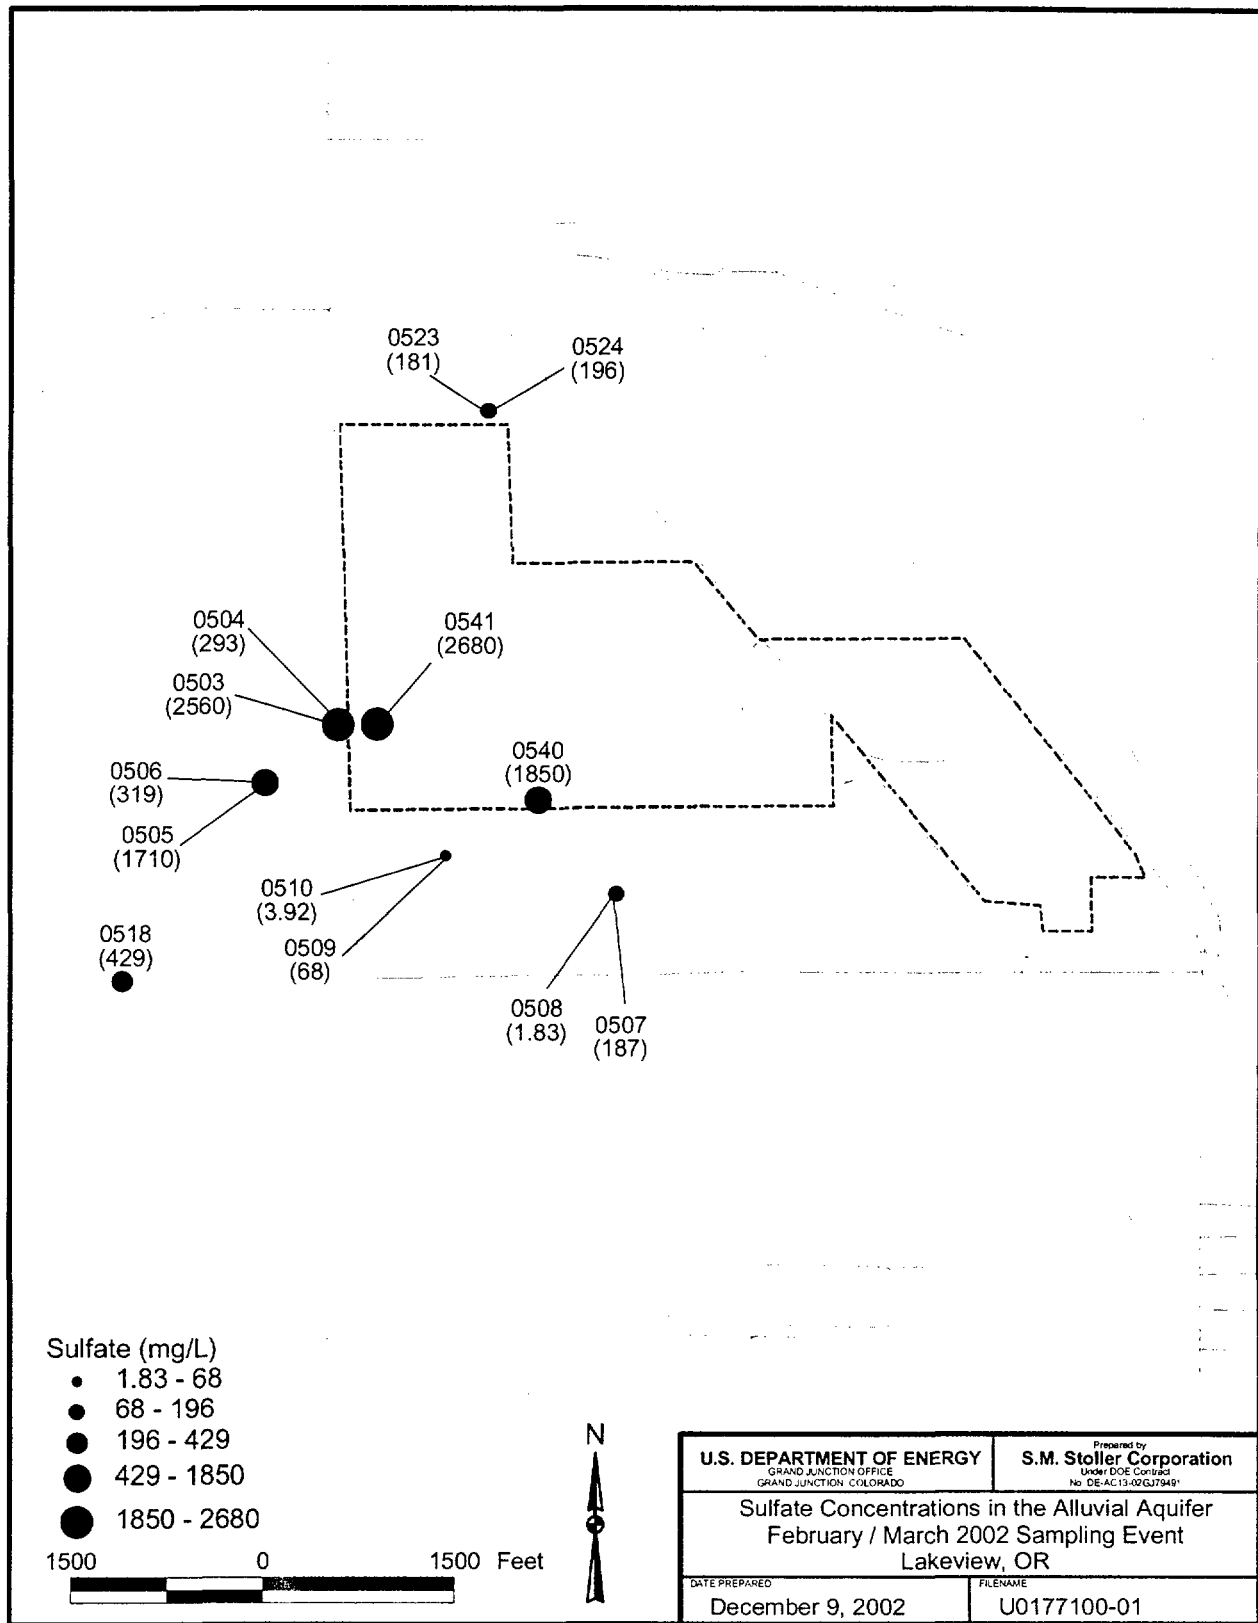 0523
(181)
0524
(196)
0504
(293)
0541
(2680)
0503
(2560)
0506
(319)
0540
(1850)
0505
(1710)
0510
(3.92)
0509
(68)
0518
(429)
0508
(1.83)
0507
(187)
Sulfate (mg/L)
1.83 - 68
68 - 196
196 - 429
429 - 1850
1850 - 2680
1500 0 1500 Feet
N
U.S. DEPARTMENT OF ENERGY
GRAND JUNCTION OFFICE
GRAND JUNCTION COLORADO
Prepared by
S.M. Stoller Corporation
Under DOE Contract
No.
Sulfate Concentrations in the Alluvial Aquifer
February / March 2002 Sampling Event
Lakeview, OR
DATE PREPARED
December 9, 2002
FILENAME
U0177100-01